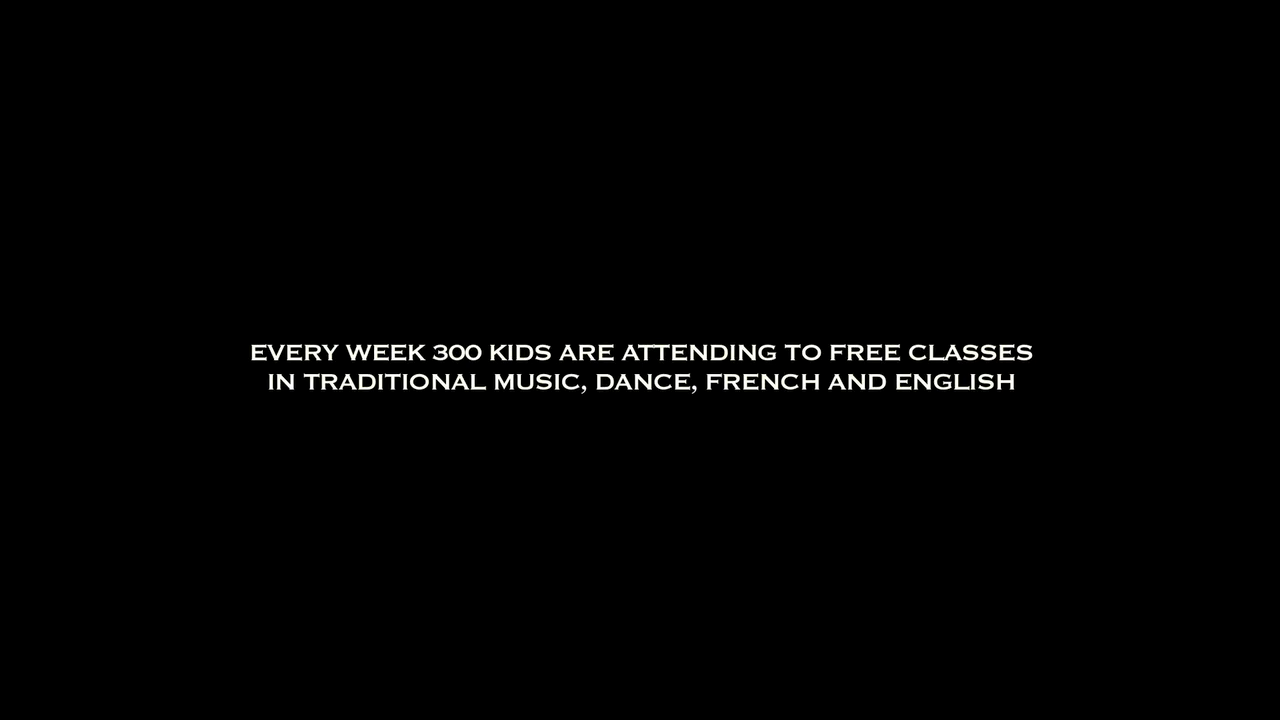 EVERY WEEK 300 KIDS ARE ATTENDING TO FREE CLASSES
IN TRADITIONAL MUSIC, DANCE, FRENCH AND ENGLISH